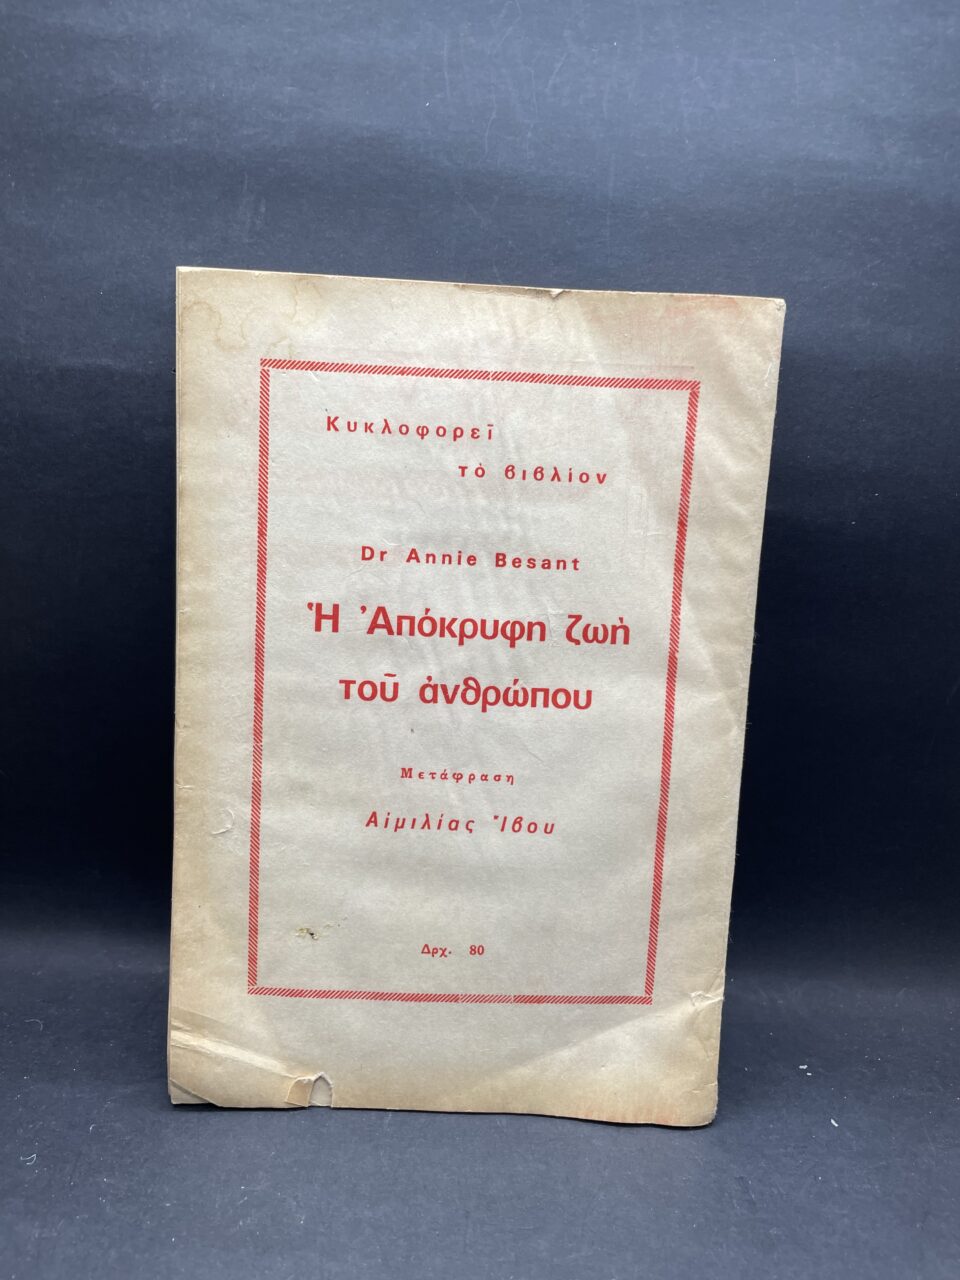 Κυκλοφορεῖ
τὸ βιβλίον
Dr Annie Besant
Ἡ Ἀπόκρυφη ζωὴ
τοῦ ἀνθρώπου
Μετάφραση
Αἰμιλίας Ἴβου
Δρχ. 80